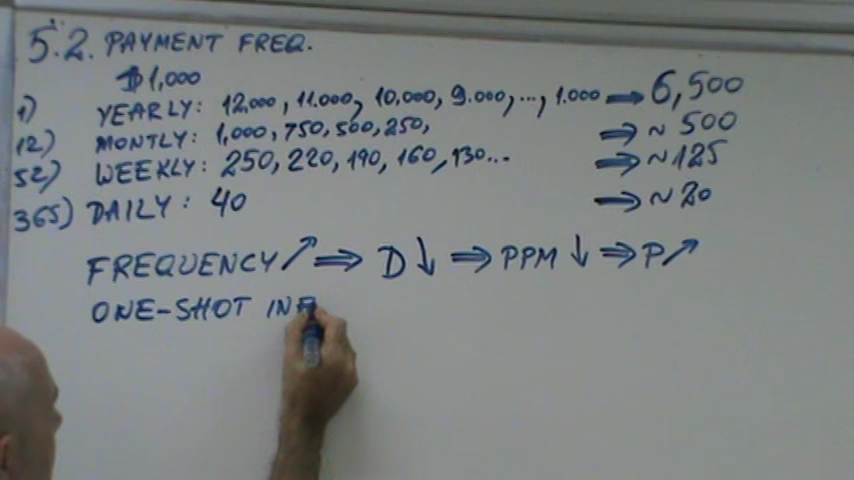 5.2. PAYMENT FREQ.
$1,000
1) YEARLY: 12.000, 11.000, 10.000, 9.000, ..., 1.000 → 6,500
12) MONTLY: 1,000, 750, 500, 250, ⇒ ~ 500
52) WEEKLY: 250, 220, 190, 160, 130... ⇒ ~125
365) DAILY: 40 ⇒ ~ 20
FREQUENCY ↗ ⇒ D ↓ ⇒ PPM ↓ ⇒ P ↗
ONE-SHOT